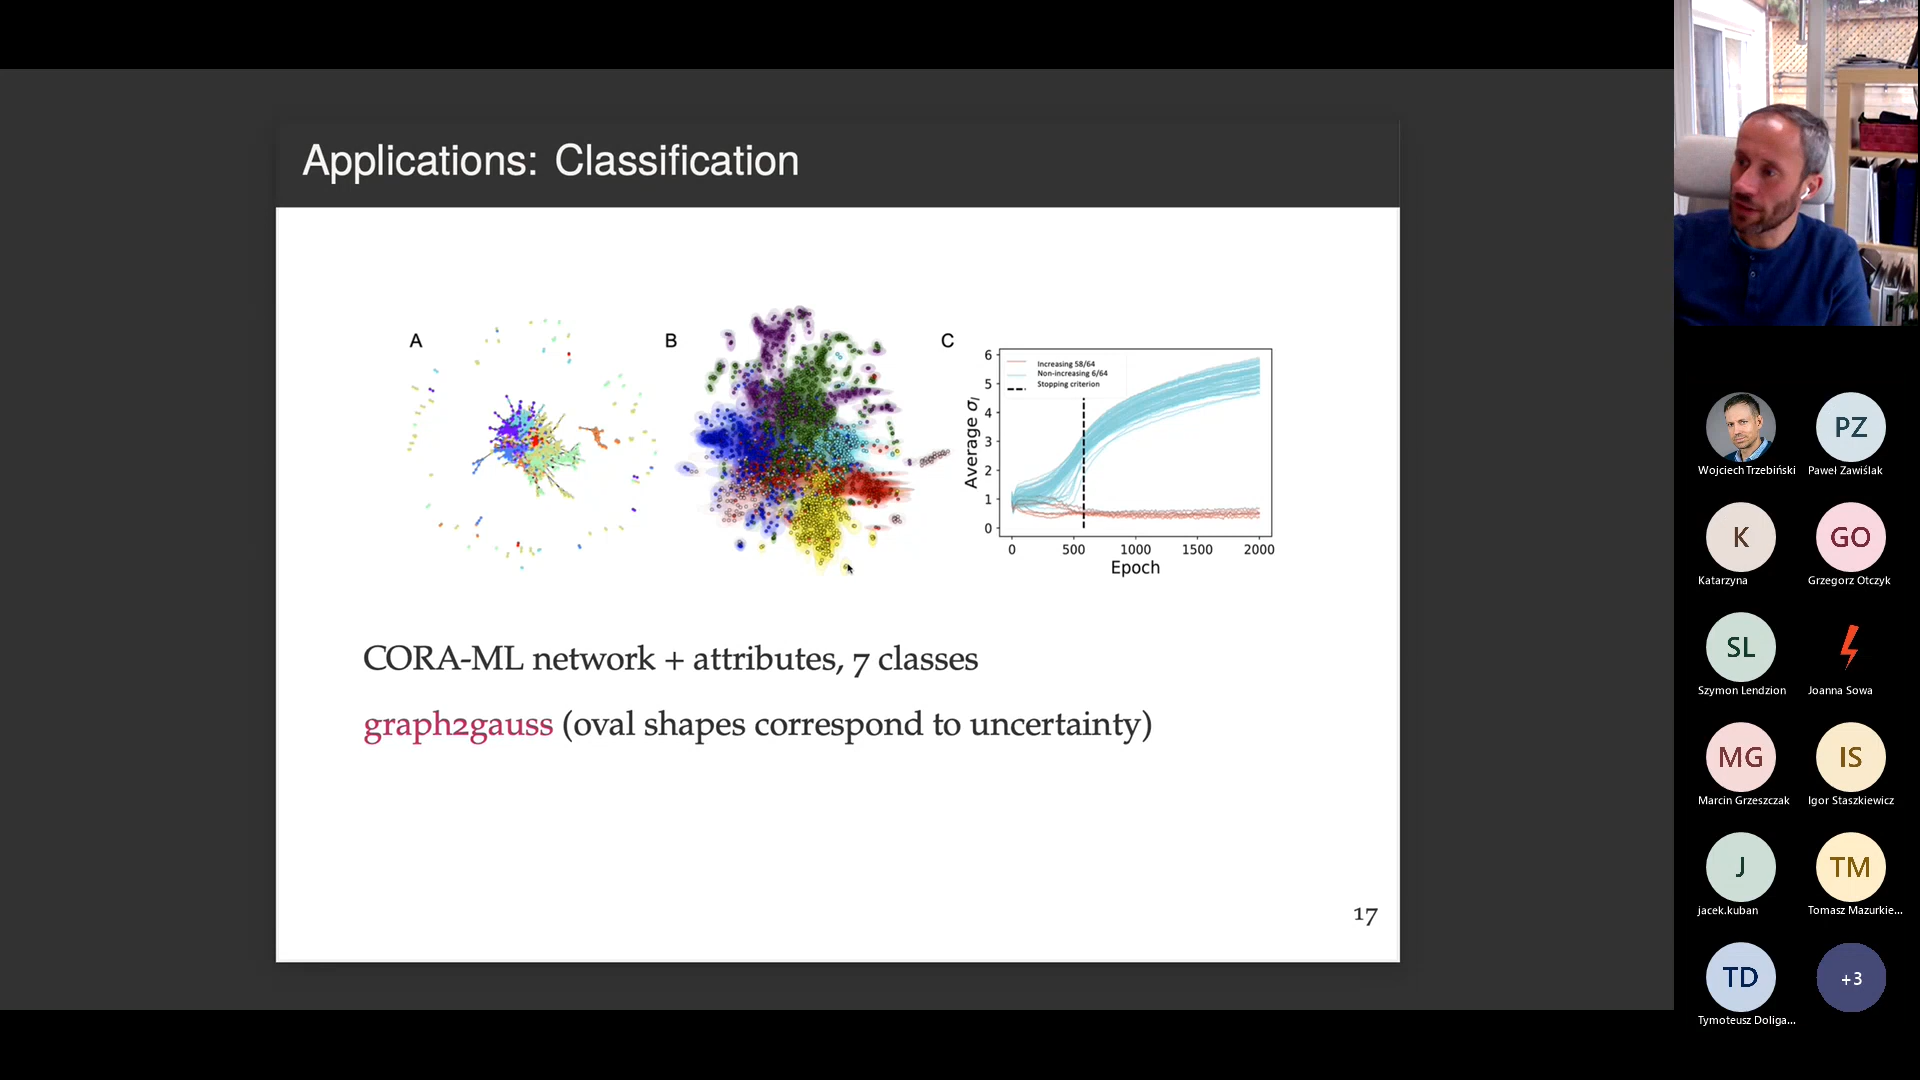 Applications: Classification
A
B
C
6
5
4
3
2
1
0
Average σI
Increasing 58/64
Non-increasing 6/64
Stopping criterion
0
500
1000
1500
2000
Epoch
CORA-ML network + attributes, 7 classes
graph2gauss (oval shapes correspond to uncertainty)
17
Wojciech Trzebiński
PZ
Paweł Zawiślak
K
Katarzyna
GO
Grzegorz Otczyk
SL
Szymon Lendzion
Joanna Sowa
MG
Marcin Grzeszczak
IS
Igor Staszkiewicz
J
jacek.kuban
TM
Tomasz Mazurkie...
TD
Tymoteusz Doliga...
+3